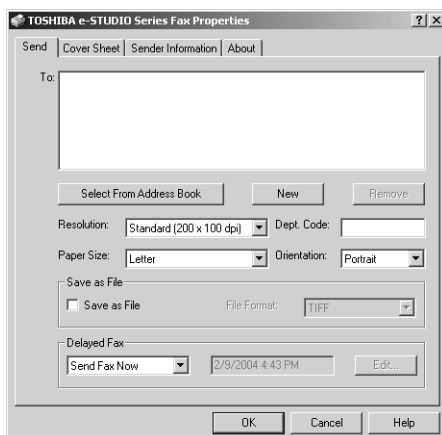 TOSHIBA e-STUDIO Series Fax Properties ? x
Send Cover Sheet Sender Information About
To:
Select From Address Book New Remove
Resolution: Standard (200 x 100 dpi) Dept. Code:
Paper Size: Letter Orientation: Portrait
Save as File
Save as File File Format: TIFF
Delayed Fax
Send Fax Now 2/9/2004 4:43 PM Edit...
OK Cancel Help